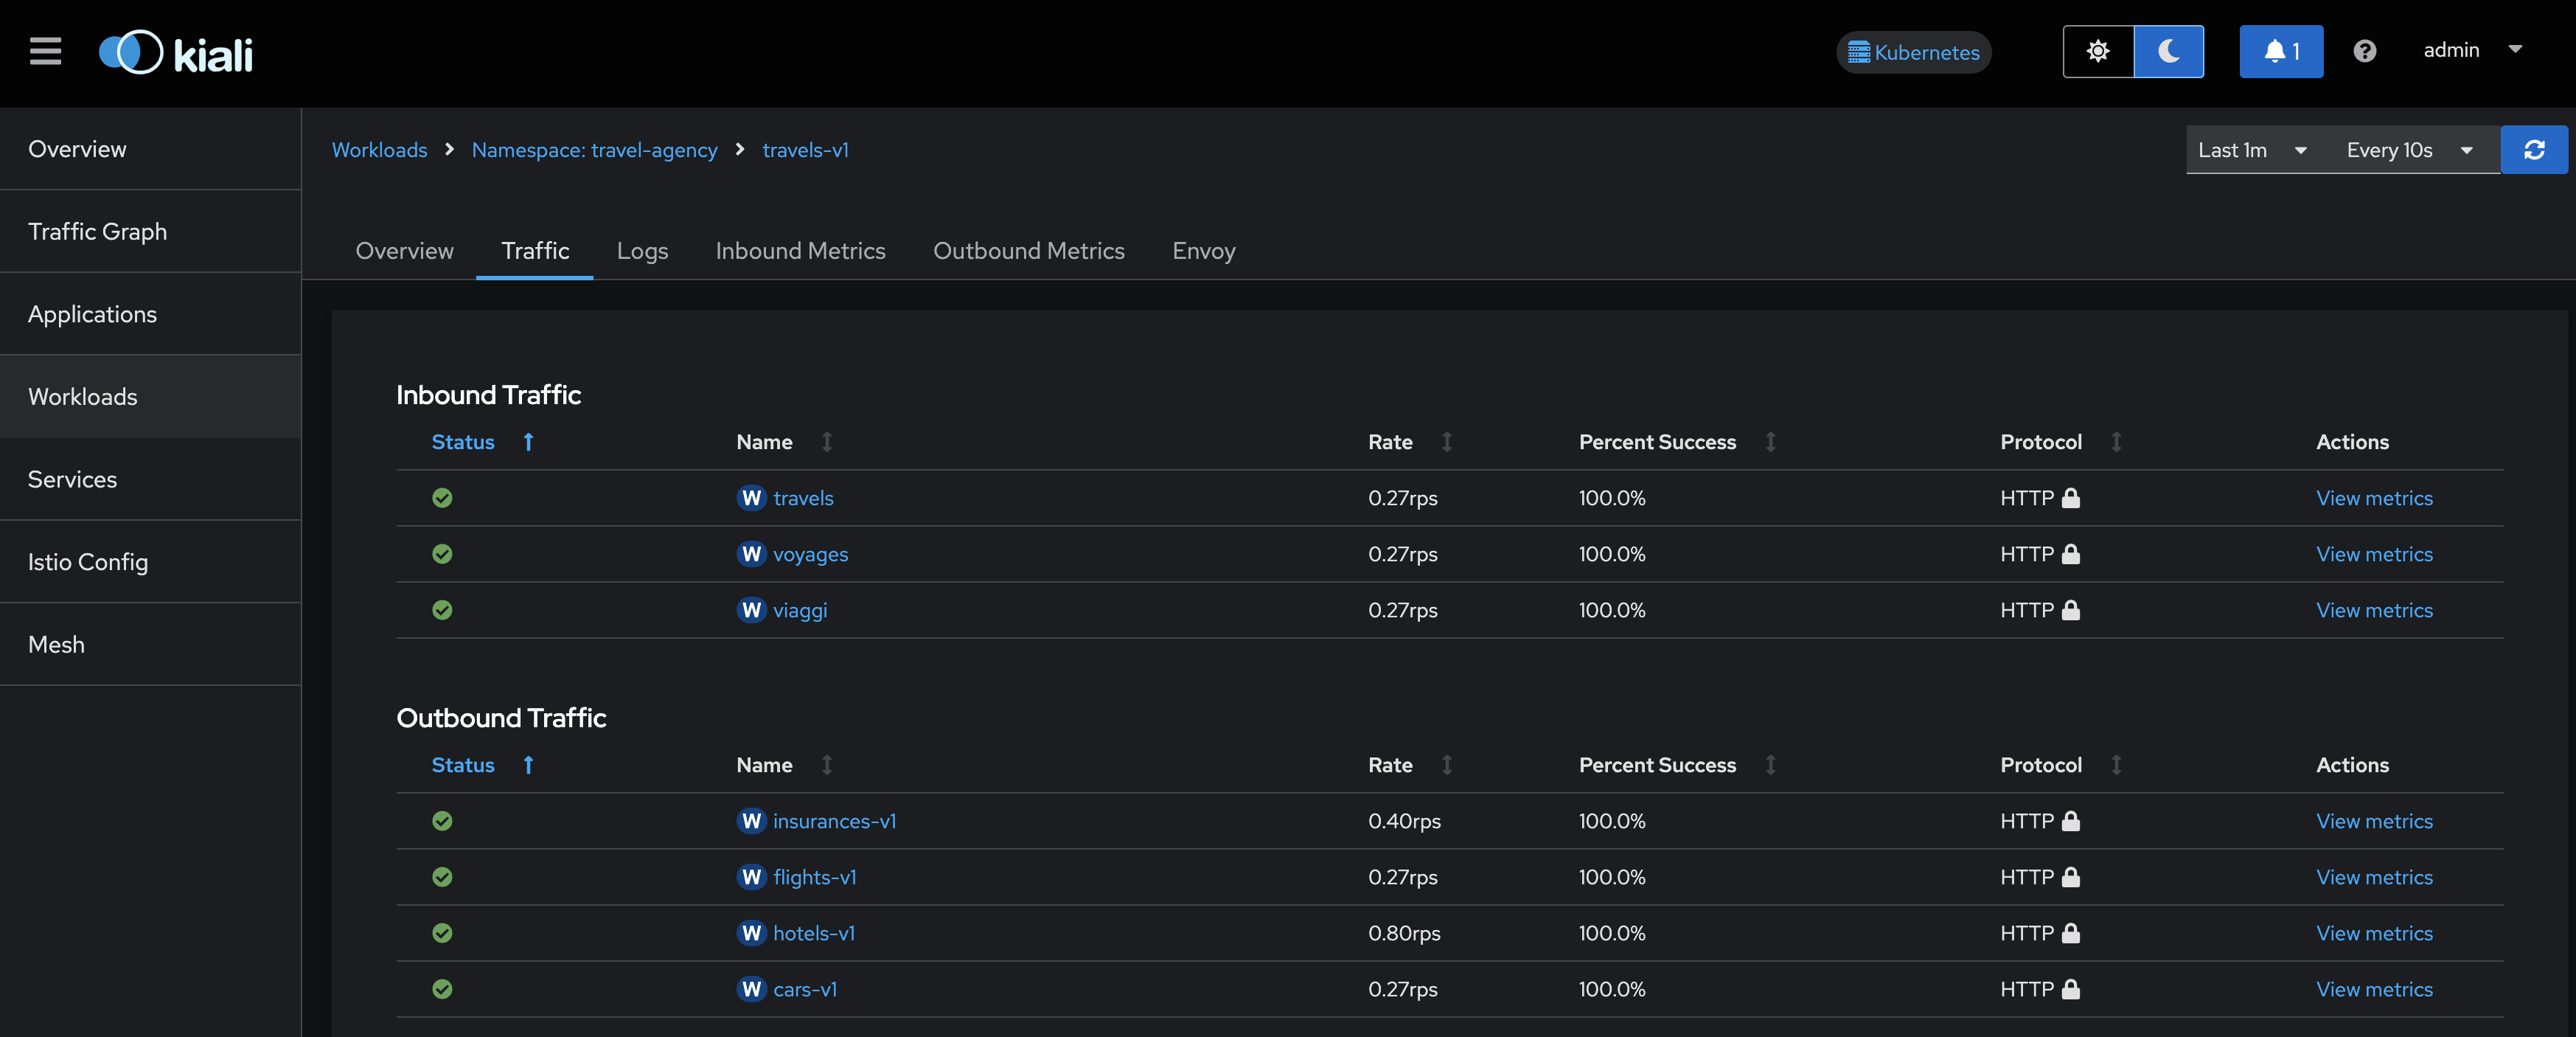 kiali
Kubernetes
1
admin
Overview
Traffic Graph
Applications
Workloads
Services
Istio Config
Mesh
Workloads > Namespace: travel-agency > travels-v1
Last 1m Every 10s
Overview Traffic Logs Inbound Metrics Outbound Metrics Envoy
Inbound Traffic
Status Name Rate Percent Success Protocol Actions
W travels 0.27rps 100.0% HTTP View metrics
W voyages 0.27rps 100.0% HTTP View metrics
W viaggi 0.27rps 100.0% HTTP View metrics
Outbound Traffic
Status Name Rate Percent Success Protocol Actions
W insurances-v1 0.40rps 100.0% HTTP View metrics
W flights-v1 0.27rps 100.0% HTTP View metrics
W hotels-v1 0.80rps 100.0% HTTP View metrics
W cars-v1 0.27rps 100.0% HTTP View metrics